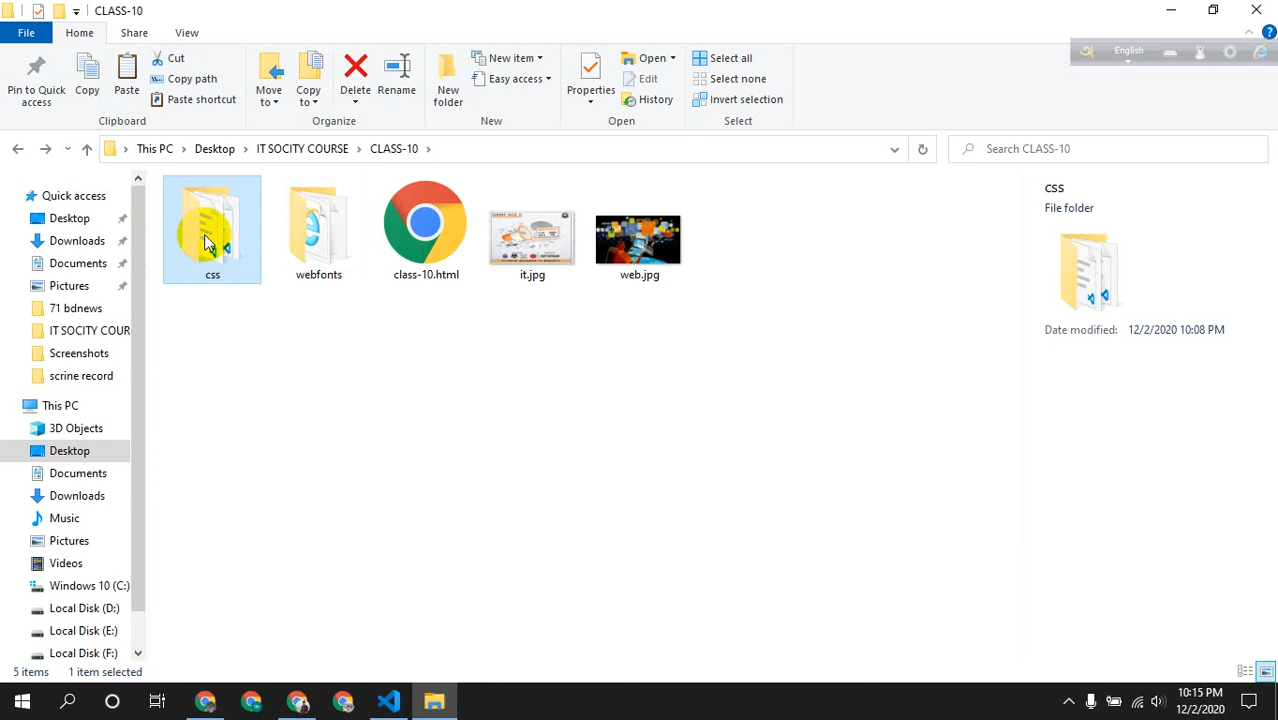 CLASS-10
File Home Share View
English
Pin to Quick access
Copy
Paste
Cut
Copy path
Paste shortcut
Clipboard
Move to
Copy to
Delete
Rename
Organize
New folder
New item
Easy access
New
Properties
Open
Edit
History
Open
Select all
Select none
Invert selection
Select
This PC Desktop IT SOCITY COURSE CLASS-10
Search CLASS-10
Quick access
Desktop
Downloads
Documents
Pictures
71 bdnews
IT SOCITY COUR
Screenshots
scrine record
This PC
3D Objects
Desktop
Documents
Downloads
Music
Pictures
Videos
Windows 10 (C:)
Local Disk (D:)
Local Disk (E:)
Local Disk (F:)
css
webfonts
class-10.html
it.jpg
web.jpg
css
File folder
Date modified: 12/2/2020 10:08 PM
5 items 1 item selected
10:15 PM
12/2/2020